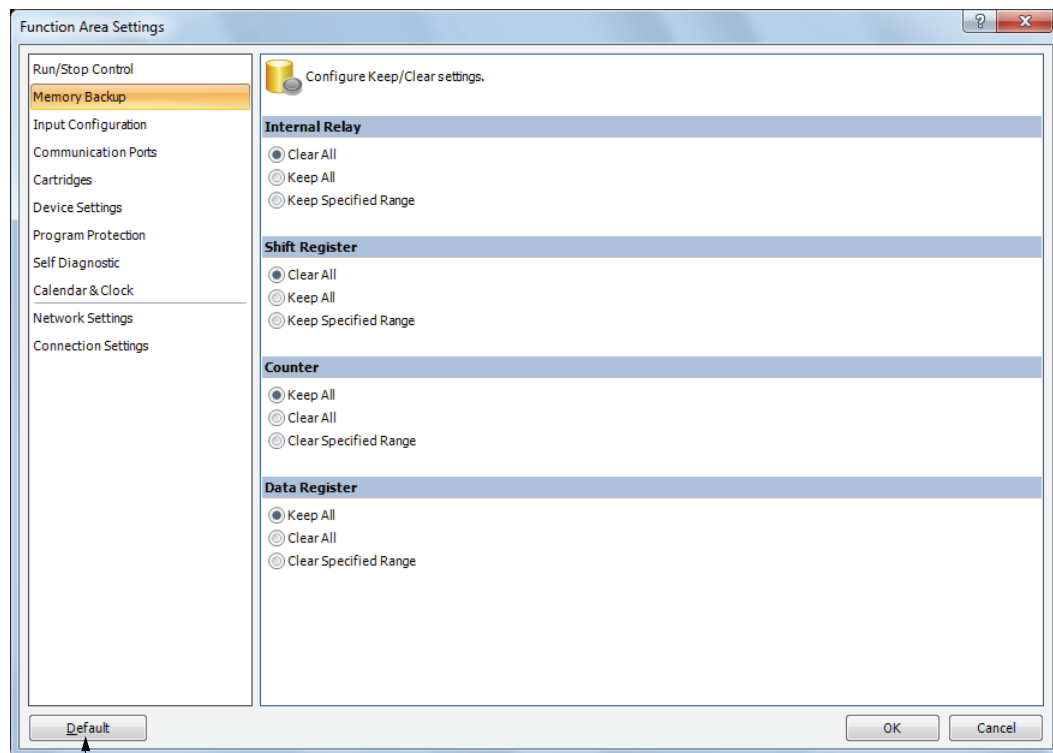 Function Area Settings
Run/Stop Control
Memory Backup
Input Configuration
Communication Ports
Cartridges
Device Settings
Program Protection
Self Diagnostic
Calendar & Clock
Network Settings
Connection Settings
Configure Keep/Clear settings.
Internal Relay
Clear All
Keep All
Keep Specified Range
Shift Register
Clear All
Keep All
Keep Specified Range
Counter
Keep All
Clear All
Clear Specified Range
Data Register
Keep All
Clear All
Clear Specified Range
Default
OK
Cancel